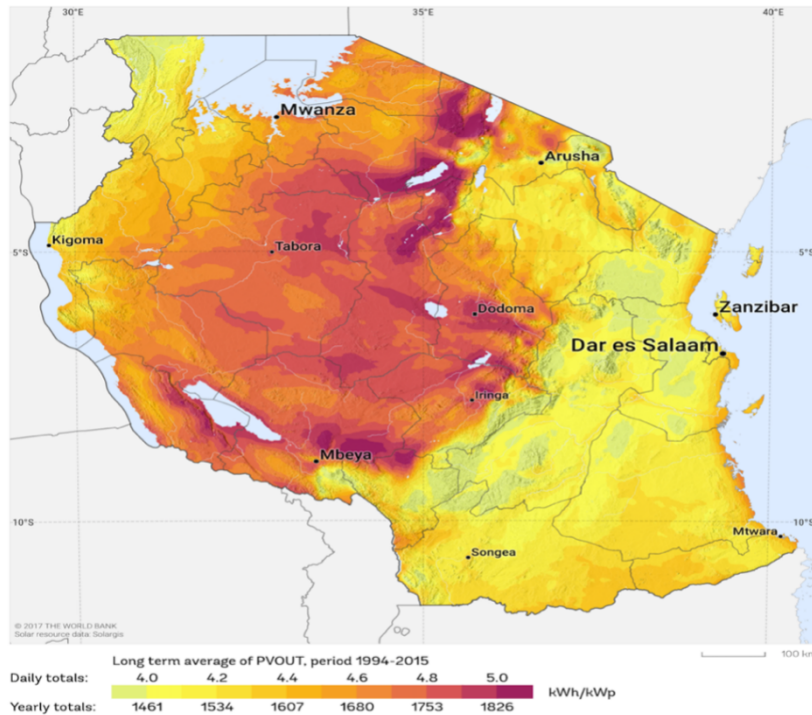 30°E 35°E 40°E
Mwanza
Arusha
Kigoma
Tabora
5°S 5°S
Dodoma
Zanzibar
Dar es Salaam
Iringa
Mbeya
10°S 10°S
Mtwara
Songea
© 2017 THE WORLD BANK
Solar resource data: Solargis
100 km
Long term average of PVOUT, period 1994-2015
Daily totals: 4.0 4.2 4.4 4.6 4.8 5.0
kWh/kWp
Yearly totals: 1461 1534 1607 1680 1753 1826